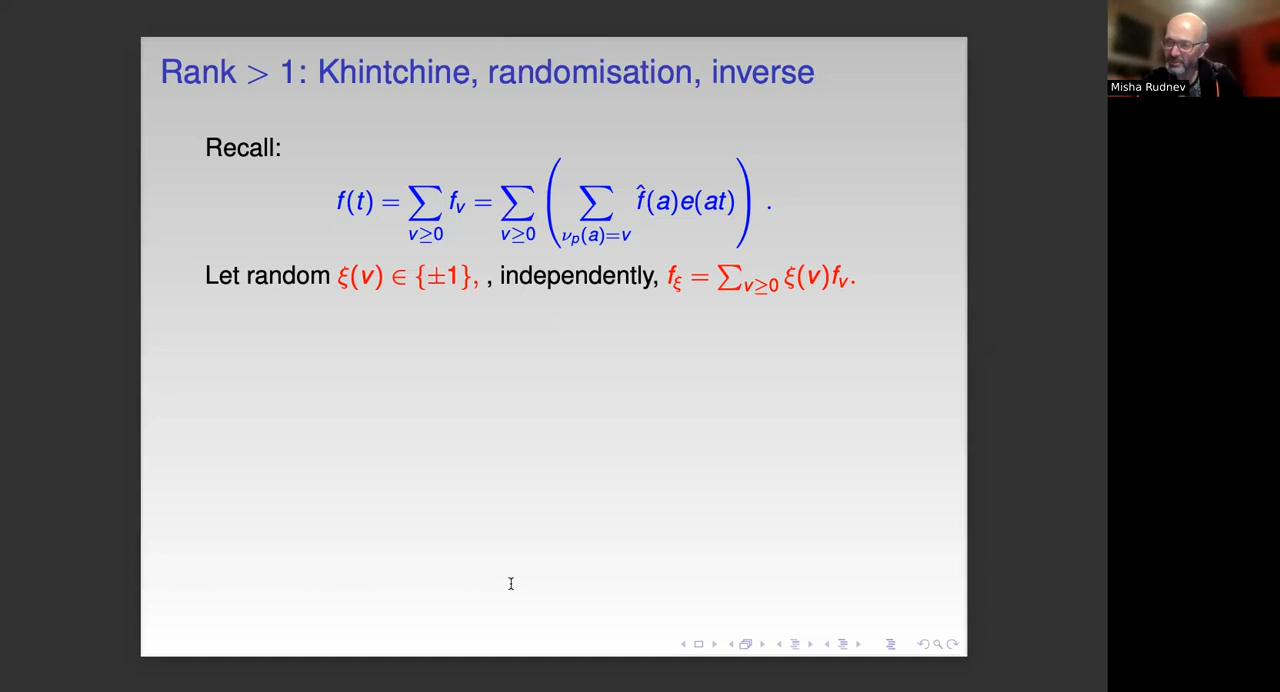 Rank > 1: Khintchine, randomisation, inverse
Misha Rudnev
Recall:
f(t) = ∑_{v≥0} f_v = ∑_{v≥0} ( ∑_{ν_p(a)=v} f̂(a)e(at) ) .
Let random ξ(v) ∈ {±1}, , independently, f_ξ = ∑_{v≥0} ξ(v)f_v.